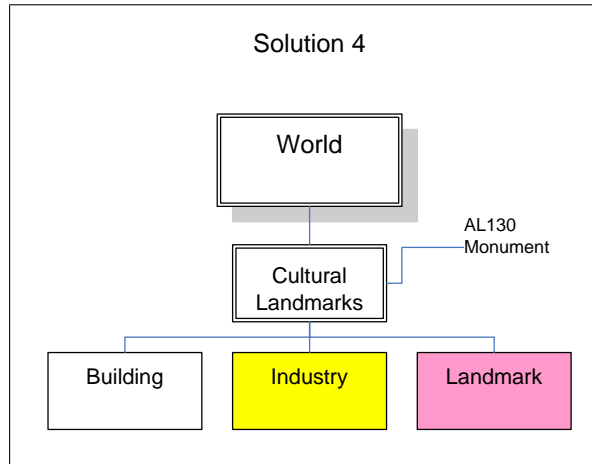 Solution 4
World
AL130
Monument
Cultural
Landmarks
Building
Industry
Landmark